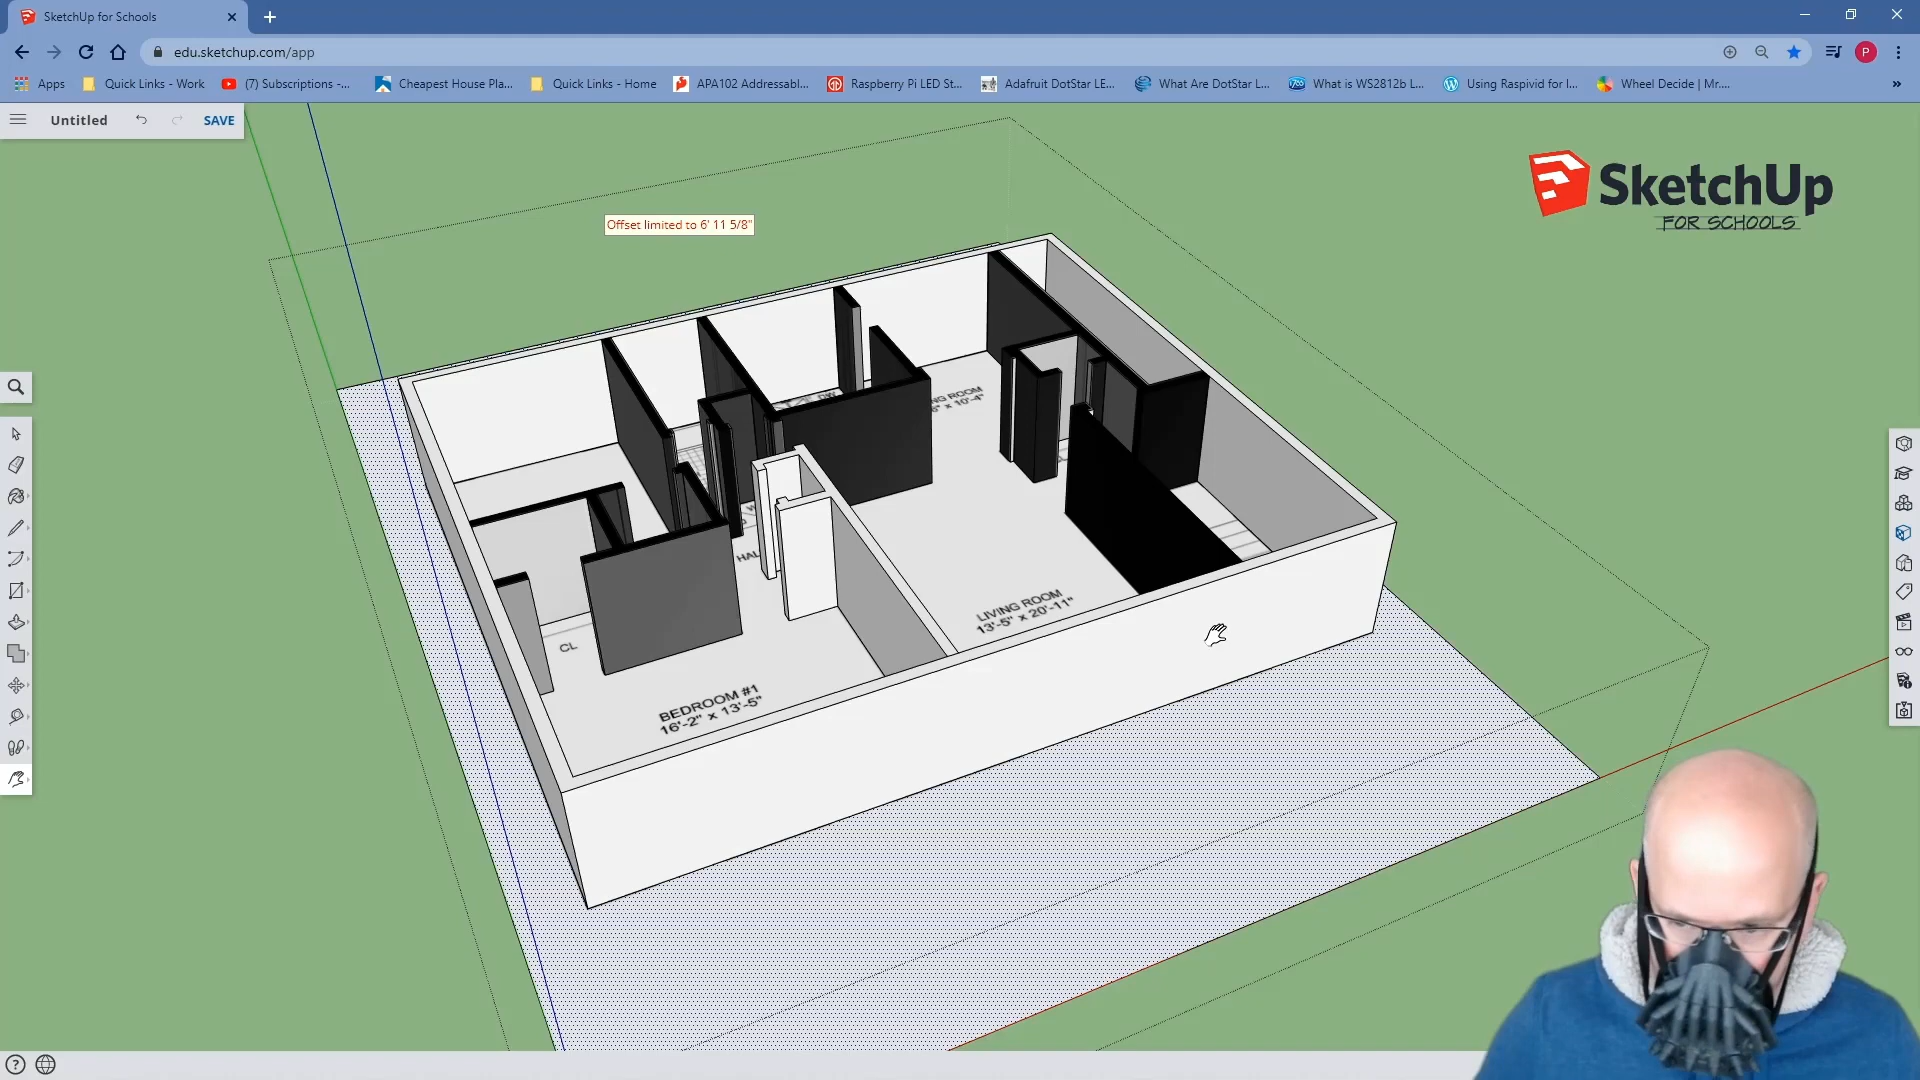 SketchUp for Schools
edu.sketchup.com/app
Apps
Quick Links - Work
(7) Subscriptions -...
Cheapest House Pla...
Quick Links - Home
APA102 Addressabl...
Raspberry Pi LED St...
Adafruit DotStar LE...
What Are DotStar L...
What is WS2812b L...
Using Raspivid for I...
Wheel Decide | Mr....
P
Untitled
SAVE
SketchUp
FOR SCHOOLS
Offset limited to 6' 11 5/8"
DW
HAL
CL
LIVING ROOM
13'-5" x 20'-11"
BEDROOM #1
16'-2" x 13'-5"